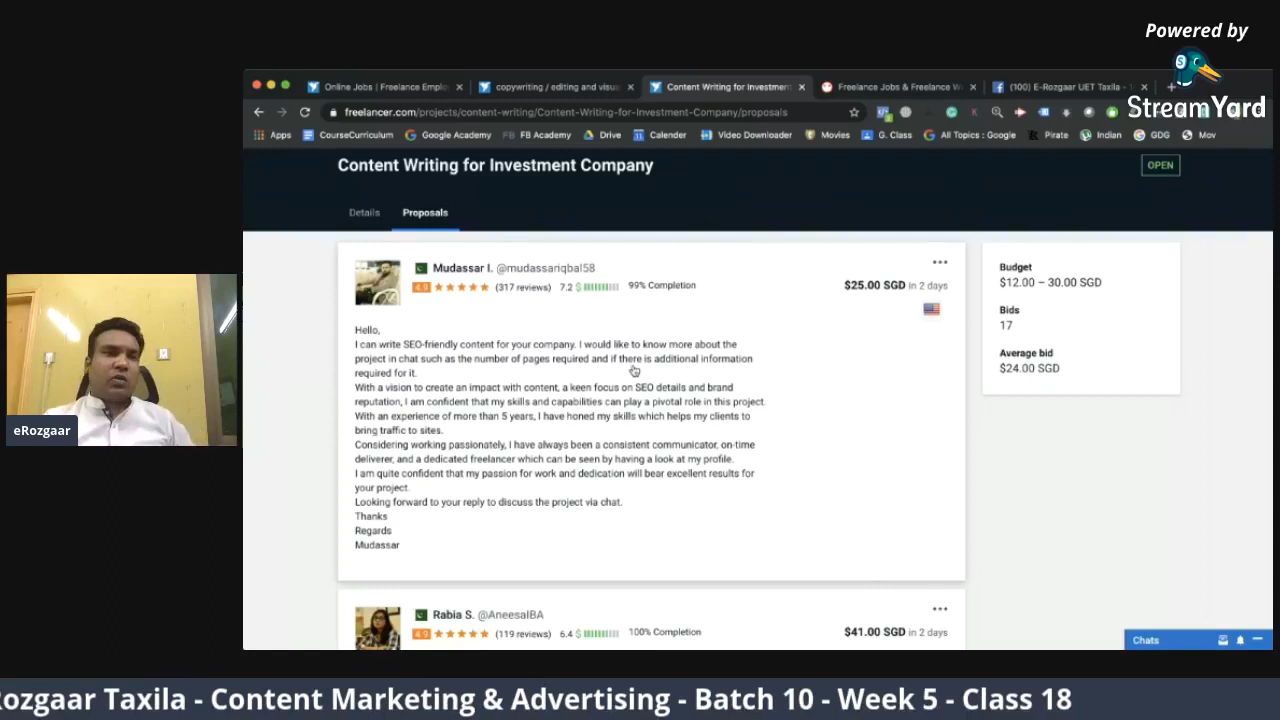 Powered by
StreamYard
Online Jobs | Freelance Emplo
copywriting / editing and visua
Content Writing for Investment
Freelance Jobs & Freelance W
(100) E-Rozgaar UET Taxila -
freelancer.com/projects/content-writing/Content-Writing-for-Investment-Company/proposals
Apps CourseCurriculum Google Academy FB Academy Drive Calender Video Downloader Movies G. Class All Topics : Google Pirate Indian GDG Mov
Content Writing for Investment Company
OPEN
Details Proposals
Mudassar I. @mudassariqbal58
4.9 (317 reviews) 7.2 $ 99% Completion
$25.00 SGD in 2 days
Hello,
I can write SEO-friendly content for your company. I would like to know more about the
project in chat such as the number of pages required and if there is additional information
required for it.
With a vision to create an impact with content, a keen focus on SEO details and brand
reputation, I am confident that my skills and capabilities can play a pivotal role in this project.
With an experience of more than 5 years, I have honed my skills which helps my clients to
bring traffic to sites.
Considering working passionately, I have always been a consistent communicator, on-time
deliverer, and a dedicated freelancer which can be seen by having a look at my profile.
I am quite confident that my passion for work and dedication will bear excellent results for
your project.
Looking forward to your reply to discuss the project via chat.
Thanks
Regards
Mudassar
Budget
$12.00 – 30.00 SGD
Bids
17
Average bid
$24.00 SGD
Rabia S. @AneesaIBA
4.9 (119 reviews) 6.4 $ 100% Completion
$41.00 SGD in 2 days
Chats
eRozgaar
Rozgaar Taxila - Content Marketing & Advertising - Batch 10 - Week 5 - Class 18